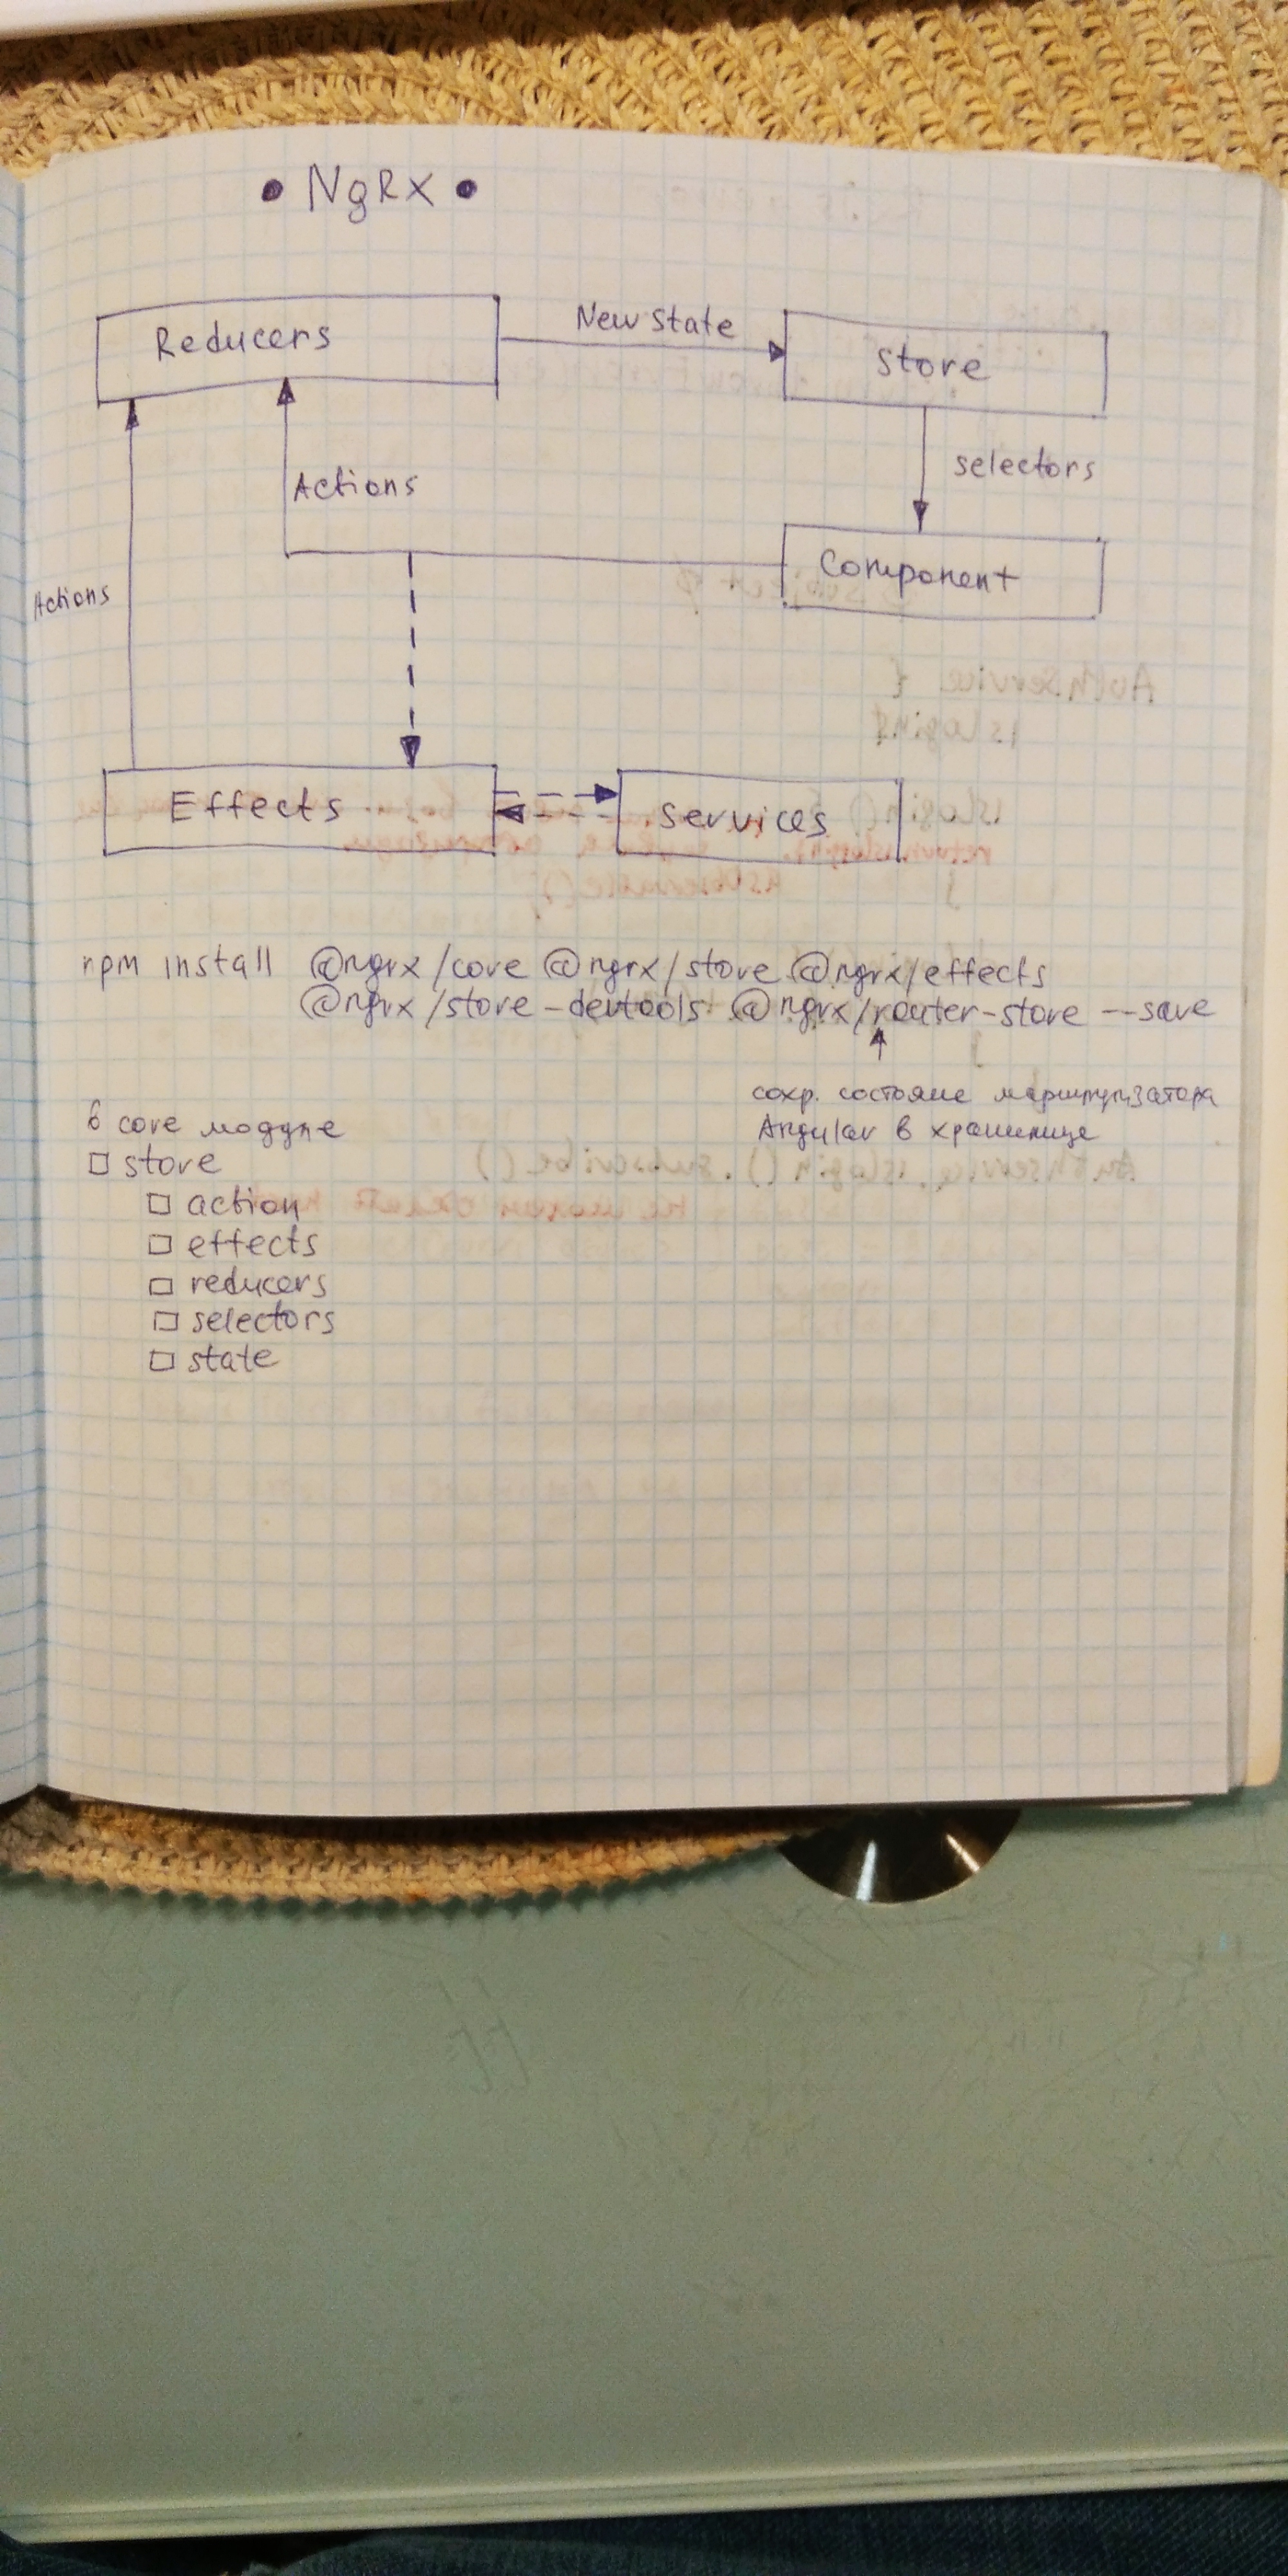 • NgRx •
Reducers
New State
Store
selectors
Actions
Component
Actions
Effects
Services
npm install @ngrx/core @ngrx/store @ngrx/effects
@ngrx/store-devtools @ngrx/router-store --save
сохр. состояние маршрутизатора
Angular в хранилище
в core модуле
store
action
effects
reducers
selectors
state